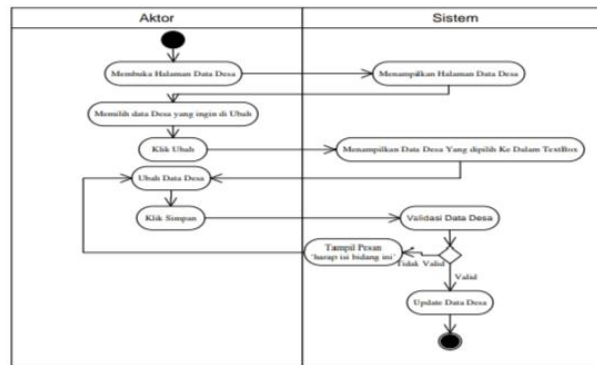 Aktor
Sistem
Membuka Halaman Data Desa
Menampilkan Halaman Data Desa
Memilih data Desa yang ingin di Ubah
Klik Ubah
Menampilkan Data Desa Yang dipilih Ke Dalam TextBox
Ubah Data Desa
Klik Simpan
Validasi Data Desa
Tampil Pesan
'harap isi bidang ini'
Tidak Valid
Valid
Update Data Desa